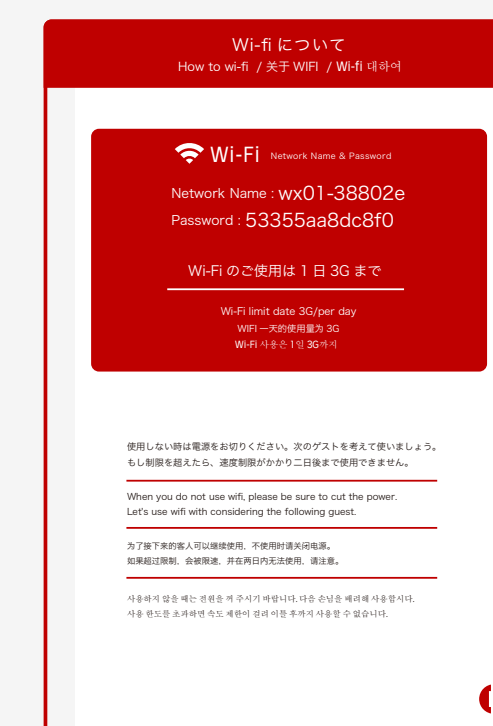 Wi-fi について
How to wi-fi / 关于 WIFI / Wi-fi 대하여
Wi-Fi Network Name & Password
Network Name : wx01-38802e
Password : 53355aa8dc8f0
Wi-Fi のご使用は 1 日 3G まで
Wi-Fi limit date 3G/per day
WIFI 一天的使用量为 3G
Wi-Fi 사용은 1일 3G까지
使用しない時は電源をお切りください。次のゲストを考えて使いましょう。
もし制限を超えたら、速度制限がかかり二日後まで使用できません。
When you do not use wifi, please be sure to cut the power.
Let's use wifi with considering the following guest.
为了接下来的客人可以继续使用，不使用时请关闭电源。
如果超过限制，会被限速，并在两日内无法使用，请注意。
사용하지 않을 때는 전원을 꺼 주시기 바랍니다. 다음 손님을 배려해 사용합시다.
사용 한도를 초과하면 속도 제한이 걸려 이틀 후까지 사용할 수 없습니다.